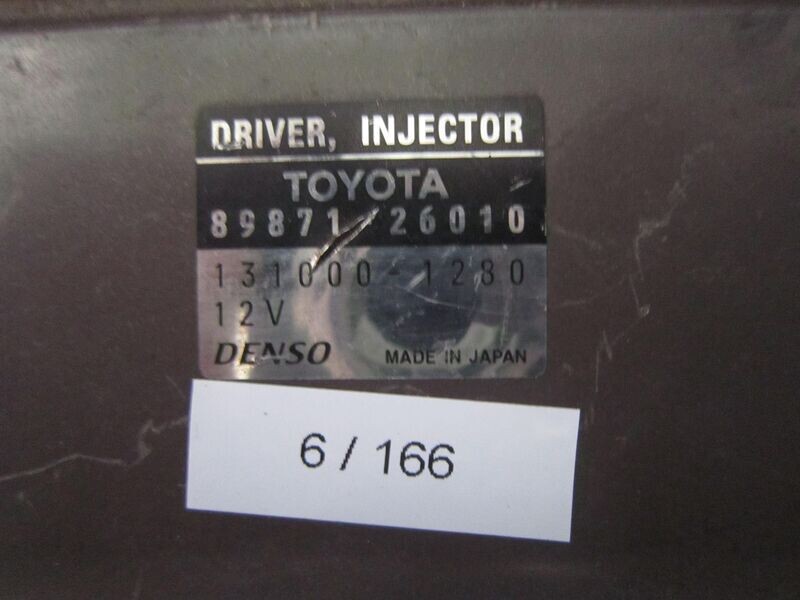 DRIVER, INJECTOR
TOYOTA
89871-26010
131000-1280
12V
DENSO MADE IN JAPAN
6 / 166